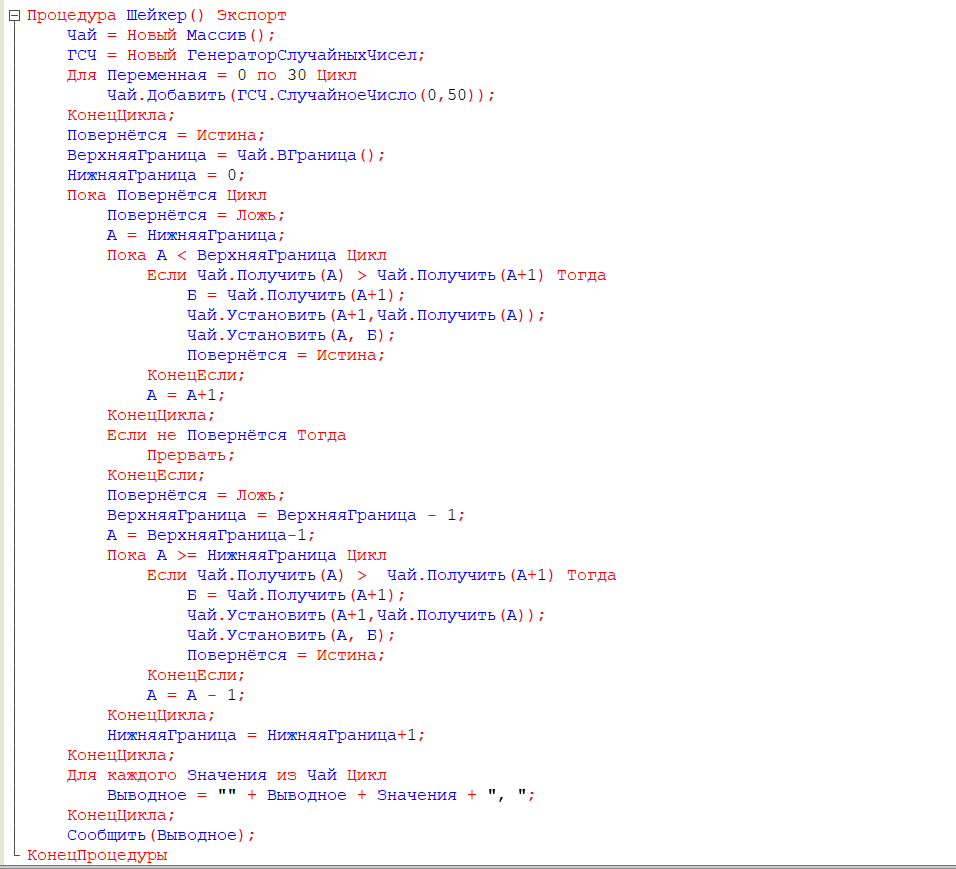 Процедура Шейкер() Экспорт
Чай = Новый Массив();
ГСЧ = Новый ГенераторСлучайныхЧисел;
Для Переменная = 0 по 30 Цикл
Чай.Добавить(ГСЧ.СлучайноеЧисло(0,50));
КонецЦикла;
Повернётся = Истина;
ВерхняяГраница = Чай.ВГраница();
НижняяГраница = 0;
Пока Повернётся Цикл
Повернётся = Ложь;
А = НижняяГраница;
Пока А < ВерхняяГраница Цикл
Если Чай.Получить(А) > Чай.Получить(А+1) Тогда
Б = Чай.Получить(А+1);
Чай.Установить(А+1,Чай.Получить(А));
Чай.Установить(А, Б);
Повернётся = Истина;
КонецЕсли;
А = А+1;
КонецЦикла;
Если не Повернётся Тогда
Прервать;
КонецЕсли;
Повернётся = Ложь;
ВерхняяГраница = ВерхняяГраница - 1;
А = ВерхняяГраница-1;
Пока А >= НижняяГраница Цикл
Если Чай.Получить(А) >  Чай.Получить(А+1) Тогда
Б = Чай.Получить(А+1);
Чай.Установить(А+1,Чай.Получить(А));
Чай.Установить(А, Б);
Повернётся = Истина;
КонецЕсли;
А = А - 1;
КонецЦикла;
НижняяГраница = НижняяГраница+1;
КонецЦикла;
Для каждого Значения из Чай Цикл
Выводное = "" + Выводное + Значения + ", ";
КонецЦикла;
Сообщить(Выводное);
КонецПроцедуры